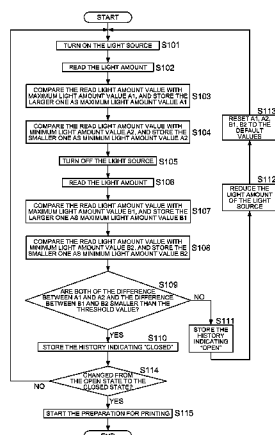 START
TURN ON THE LIGHT SOURCE
S101
READ THE LIGHT AMOUNT
S102
COMPARE THE READ LIGHT AMOUNT VALUE WITH
MAXIMUM LIGHT AMOUNT VALUE A1, AND STORE THE
LARGER ONE AS MAXIMUM LIGHT AMOUNT VALUE A1
S103
COMPARE THE READ LIGHT AMOUNT VALUE WITH
MINIMUM LIGHT AMOUNT VALUE A2, AND STORE THE
SMALLER ONE AS MINIMUM LIGHT AMOUNT VALUE A2
S104
TURN OFF THE LIGHT SOURCE
S105
READ THE LIGHT AMOUNT
S106
COMPARE THE READ LIGHT AMOUNT VALUE WITH
MAXIMUM LIGHT AMOUNT VALUE B1, AND STORE THE
LARGER ONE AS MAXIMUM LIGHT AMOUNT VALUE B1
S107
COMPARE THE READ LIGHT AMOUNT VALUE WITH
MINIMUM LIGHT AMOUNT VALUE B2, AND STORE THE
SMALLER ONE AS MINIMUM LIGHT AMOUNT VALUE B2
S108
S109
ARE BOTH OF THE DIFFERENCE
BETWEEN A1 AND A2 AND THE DIFFERENCE
BETWEEN B1 AND B2 SMALLER THAN THE
THRESHOLD VALUE?
NO
YES
S110
STORE THE HISTORY INDICATING "CLOSED"
S111
STORE THE
HISTORY
INDICATING
"OPEN"
S112
REDUCE THE
LIGHT AMOUNT
OF THE LIGHT
SOURCE
S113
RESET A1, A2,
B1, B2 TO THE
DEFAULT
VALUES
S114
CHANGED FROM
THE OPEN STATE TO THE
CLOSED STATE?
NO
YES
S115
START THE PREPARATION FOR PRINTING
END